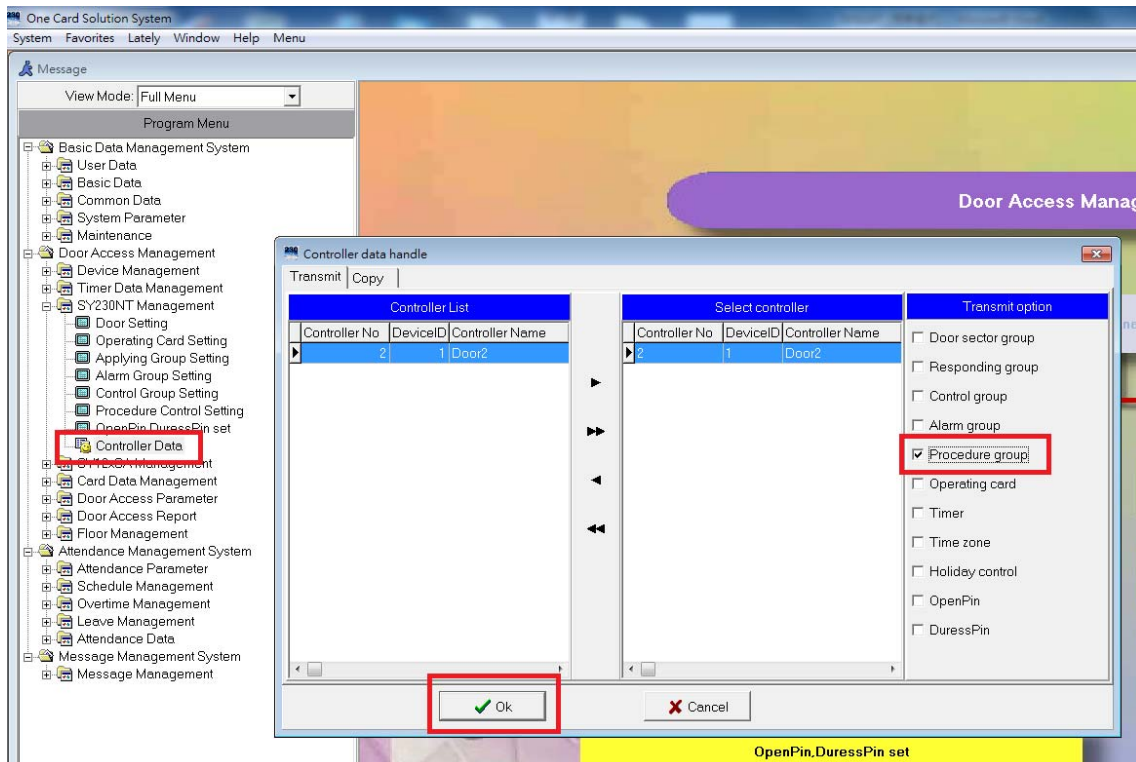 One Card Solution System
System Favorites Lately Window Help Menu
Message
View Mode: Full Menu
Program Menu
Basic Data Management System
User Data
Basic Data
Common Data
System Parameter
Maintenance
Door Access Management
Device Management
Timer Data Management
SY230NT Management
Door Setting
Operating Card Setting
Applying Group Setting
Alarm Group Setting
Control Group Setting
Procedure Control Setting
OpenPin,DuressPin set
Controller Data
Card Data Management
Door Access Parameter
Door Access Report
Floor Management
Attendance Management System
Attendance Parameter
Schedule Management
Overtime Management
Leave Management
Attendance Data
Message Management System
Message Management
Door Access Manag
Controller data handle
Transmit Copy
Controller List
Controller No DeviceID Controller Name
2 1 Door2
Select controller
Controller No DeviceID Controller Name
2 1 Door2
Transmit option
Door sector group
Responding group
Control group
Alarm group
Procedure group
Operating card
Timer
Time zone
Holiday control
OpenPin
DuressPin
Ok
Cancel
OpenPin,DuressPin set